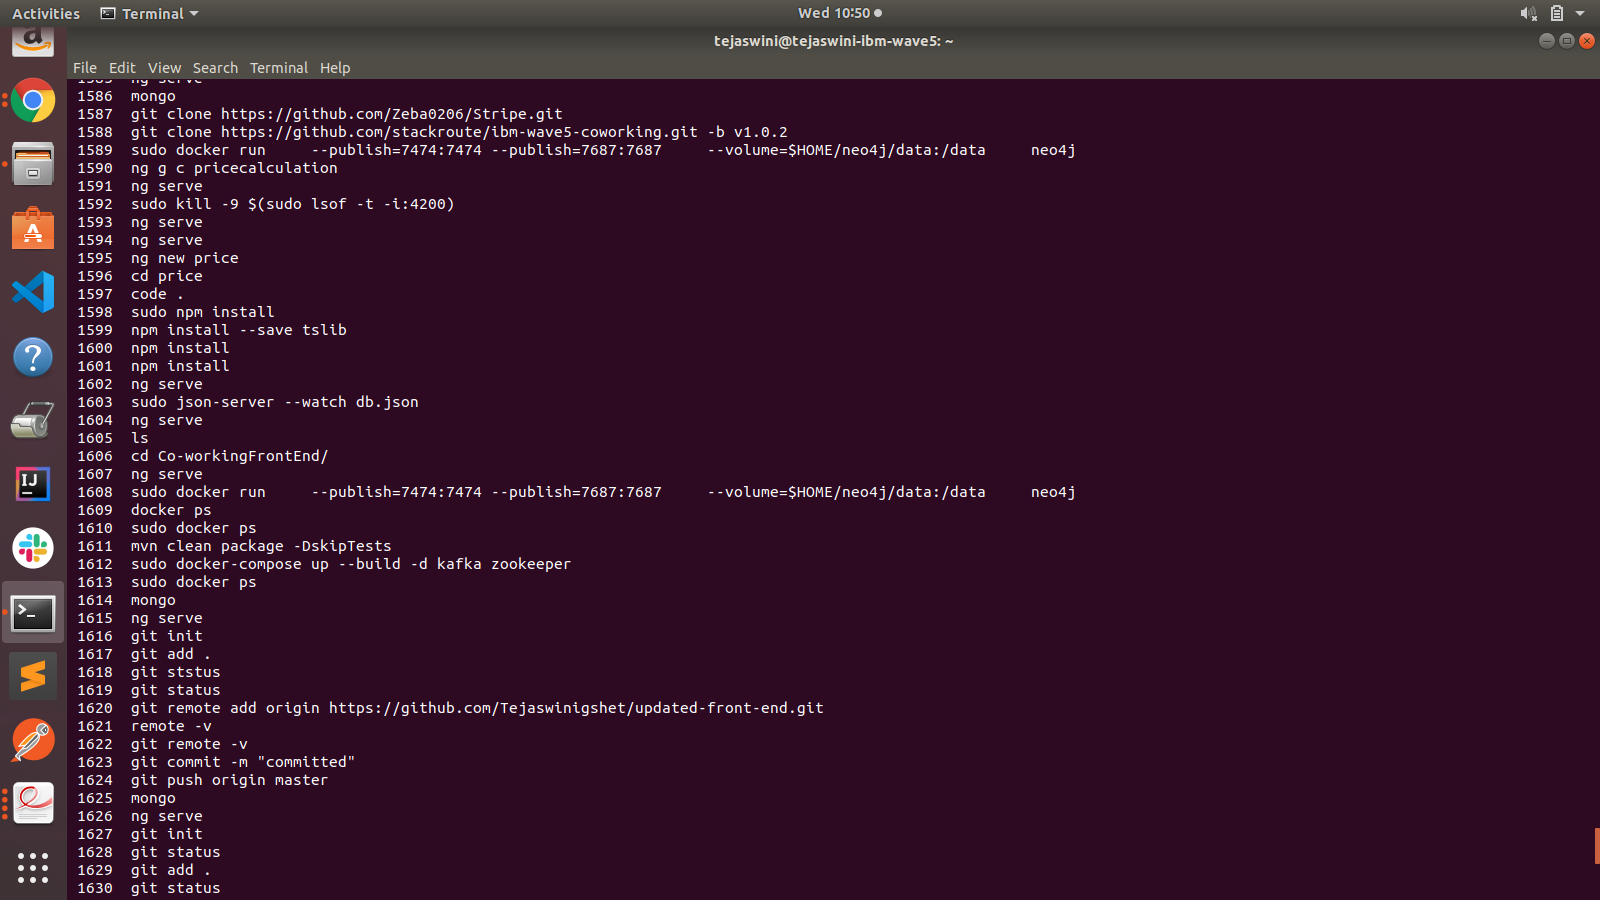 Activities Terminal Wed 10:50
tejaswini@tejaswini-ibm-wave5: ~
File Edit View Search Terminal Help
1585 ng serve
1586 mongo
1587 git clone https://github.com/Zeba0206/Stripe.git
1588 git clone https://github.com/stackroute/ibm-wave5-coworking.git -b v1.0.2
1589 sudo docker run --publish=7474:7474 --publish=7687:7687 --volume=$HOME/neo4j/data:/data neo4j
1590 ng g c pricecalculation
1591 ng serve
1592 sudo kill -9 $(sudo lsof -t -i:4200)
1593 ng serve
1594 ng serve
1595 ng new price
1596 cd price
1597 code .
1598 sudo npm install
1599 npm install --save tslib
1600 npm install
1601 npm install
1602 ng serve
1603 sudo json-server --watch db.json
1604 ng serve
1605 ls
1606 cd Co-workingFrontEnd/
1607 ng serve
1608 sudo docker run --publish=7474:7474 --publish=7687:7687 --volume=$HOME/neo4j/data:/data neo4j
1609 docker ps
1610 sudo docker ps
1611 mvn clean package -DskipTests
1612 sudo docker-compose up --build -d kafka zookeeper
1613 sudo docker ps
1614 mongo
1615 ng serve
1616 git init
1617 git add .
1618 git ststus
1619 git status
1620 git remote add origin https://github.com/Tejaswinigshet/updated-front-end.git
1621 remote -v
1622 git remote -v
1623 git commit -m "committed"
1624 git push origin master
1625 mongo
1626 ng serve
1627 git init
1628 git status
1629 git add .
1630 git status